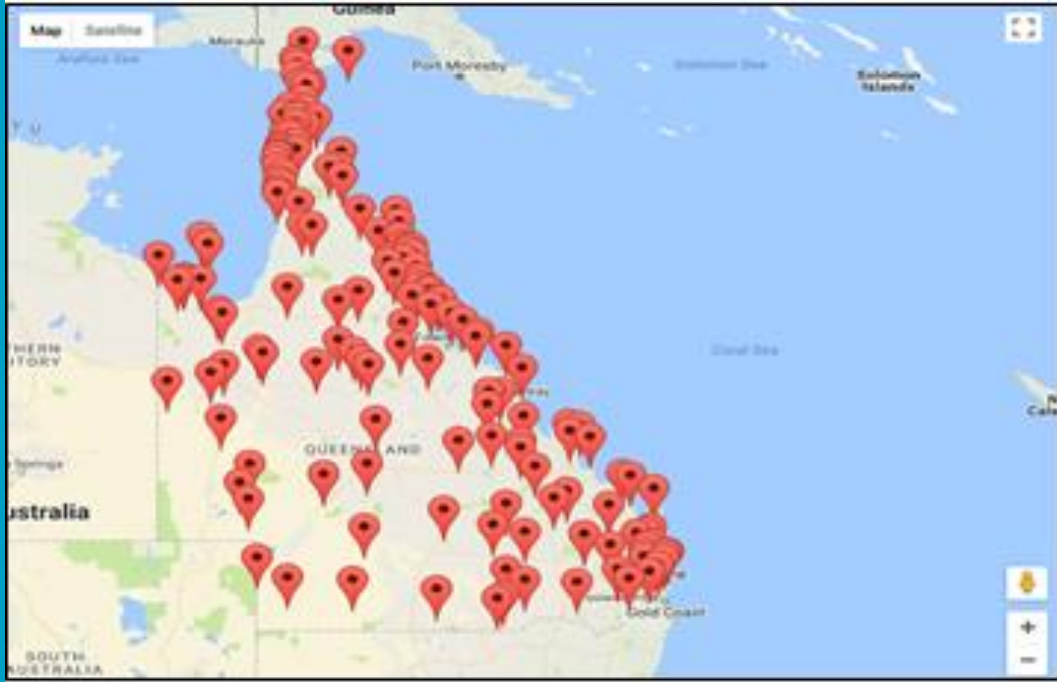 Guinea
Map Satellite
Merauke
Arafura Sea
Port Moresby
Solomon Sea
Solomon
Islands
Coral Sea
QUEENSLAND
Springs
ustralia
Gold Coast
SOUTH
AUSTRALIA
+
−